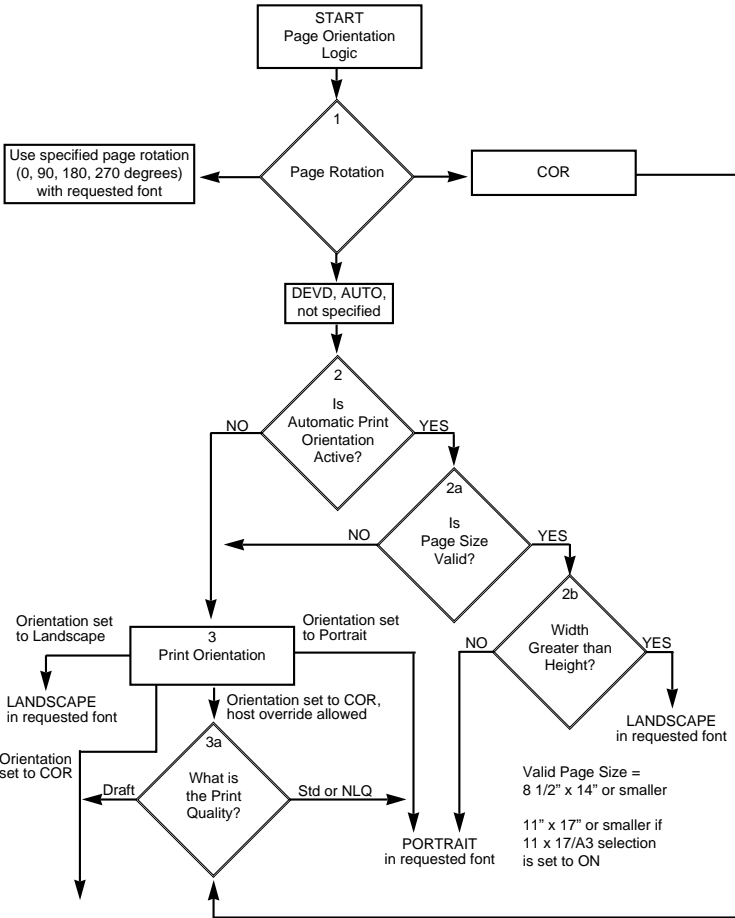 START
Page Orientation
Logic
1
Page Rotation
Use specified page rotation
(0, 90, 180, 270 degrees)
with requested font
COR
DEVD, AUTO,
not specified
2
Is
Automatic Print
Orientation
Active?
NO
YES
2a
Is
Page Size
Valid?
NO
YES
2b
Width
Greater than
Height?
NO
YES
Orientation set
to Landscape
3
Print Orientation
Orientation set
to Portrait
LANDSCAPE
in requested font
Orientation set to COR,
host override allowed
LANDSCAPE
in requested font
Orientation
set to COR
3a
What is
the Print
Quality?
Draft
Std or NLQ
PORTRAIT
in requested font
Valid Page Size =
8 1/2” x 14” or smaller
11” x 17” or smaller if
11 x 17/A3 selection
is set to ON